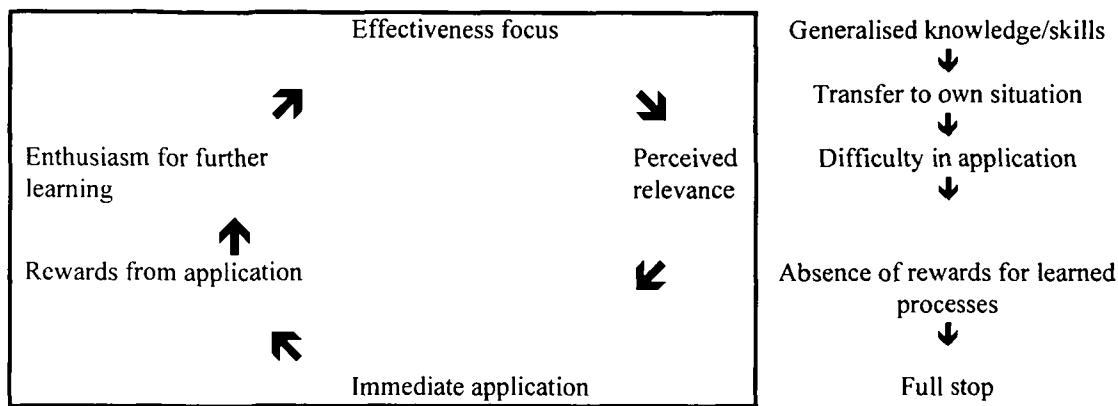 Effectiveness focus
Enthusiasm for further
learning
Perceived
relevance
Rewards from application
Immediate application
Generalised knowledge/skills
Transfer to own situation
Difficulty in application
Absence of rewards for learned
processes
Full stop